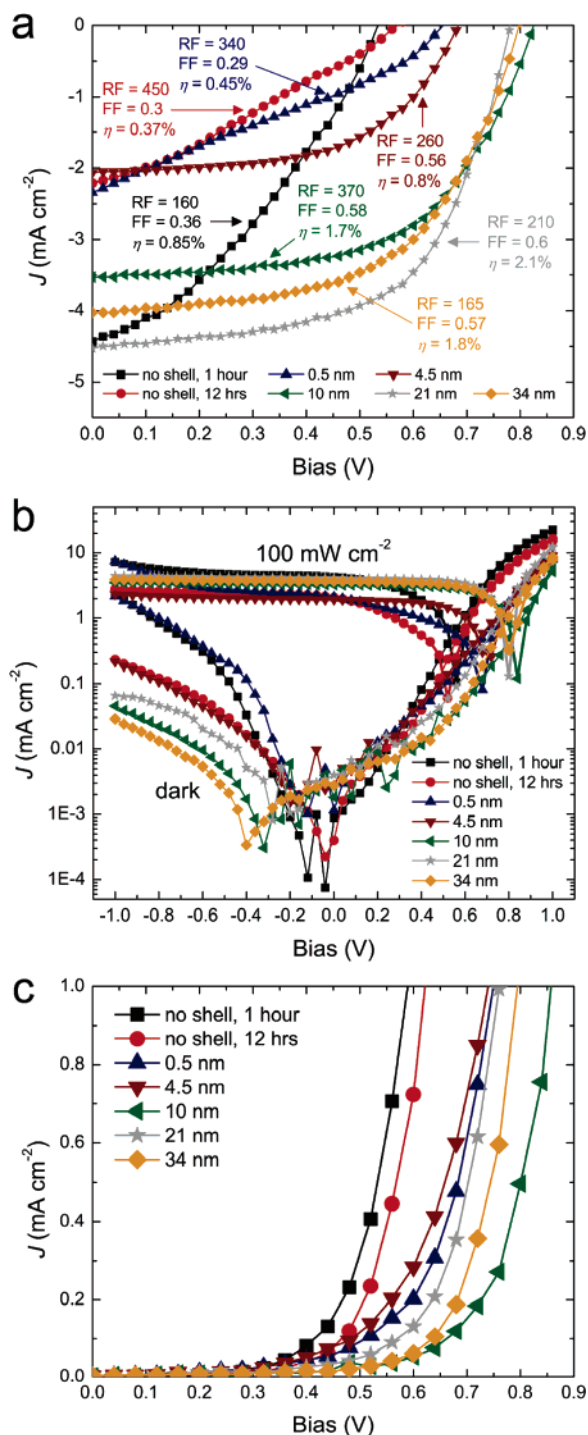 a
RF = 340
FF = 0.29
η = 0.45%
RF = 450
FF = 0.3
η = 0.37%
RF = 260
FF = 0.56
η = 0.8%
RF = 160
FF = 0.36
η = 0.85%
RF = 370
FF = 0.58
η = 1.7%
RF = 210
FF = 0.6
η = 2.1%
RF = 165
FF = 0.57
η = 1.8%
no shell, 1 hour 0.5 nm 4.5 nm
no shell, 12 hrs 10 nm 21 nm 34 nm
0
-1
-2
-3
-4
-5
J (mA cm-2)
0.0 0.1 0.2 0.3 0.4 0.5 0.6 0.7 0.8 0.9
Bias (V)
b
100 mW cm-2
dark
no shell, 1 hour
no shell, 12 hrs
0.5 nm
4.5 nm
10 nm
21 nm
34 nm
10
1
0.1
0.01
1E-3
1E-4
J (mA cm-2)
-1.0 -0.8 -0.6 -0.4 -0.2 0.0 0.2 0.4 0.6 0.8 1.0
Bias (V)
c
no shell, 1 hour
no shell, 12 hrs
0.5 nm
4.5 nm
10 nm
21 nm
34 nm
1.0
0.8
0.6
0.4
0.2
0.0
J (mA cm-2)
0.0 0.1 0.2 0.3 0.4 0.5 0.6 0.7 0.8 0.9
Bias (V)